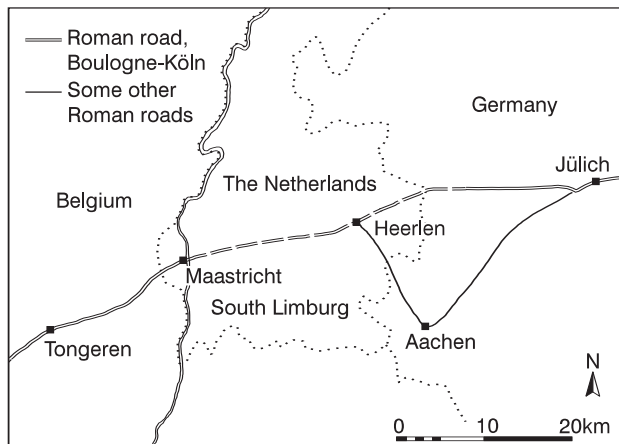 Roman road,
Boulogne-Köln
Some other
Roman roads
Germany
Jülich
The Netherlands
Belgium
Heerlen
Maastricht
South Limburg
Aachen
Tongeren
N
0 10 20km